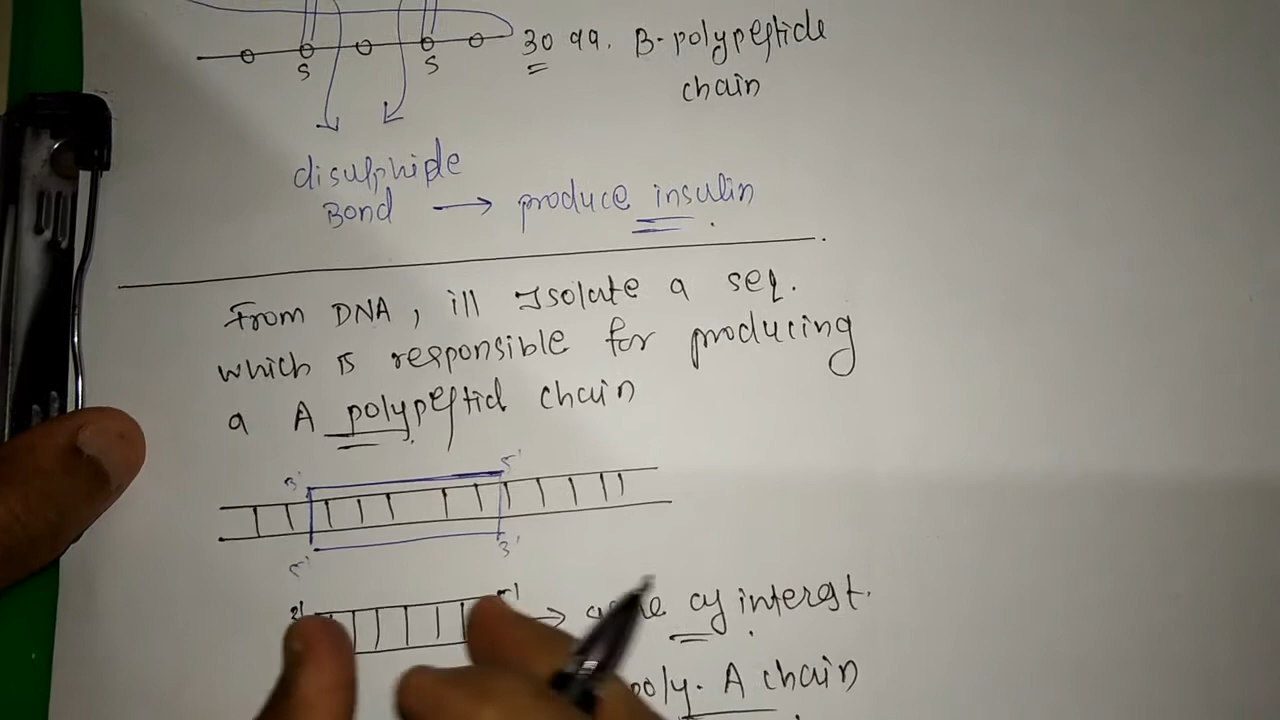 S S 30 aa. B-polypeptide
chain
disulphide
Bond → produce insulin.
From DNA, ill Isolate a seq.
which is responsible for producing
a A polypeptid chain
3' 5'
5' 3'
→ of interest.
poly. A chain